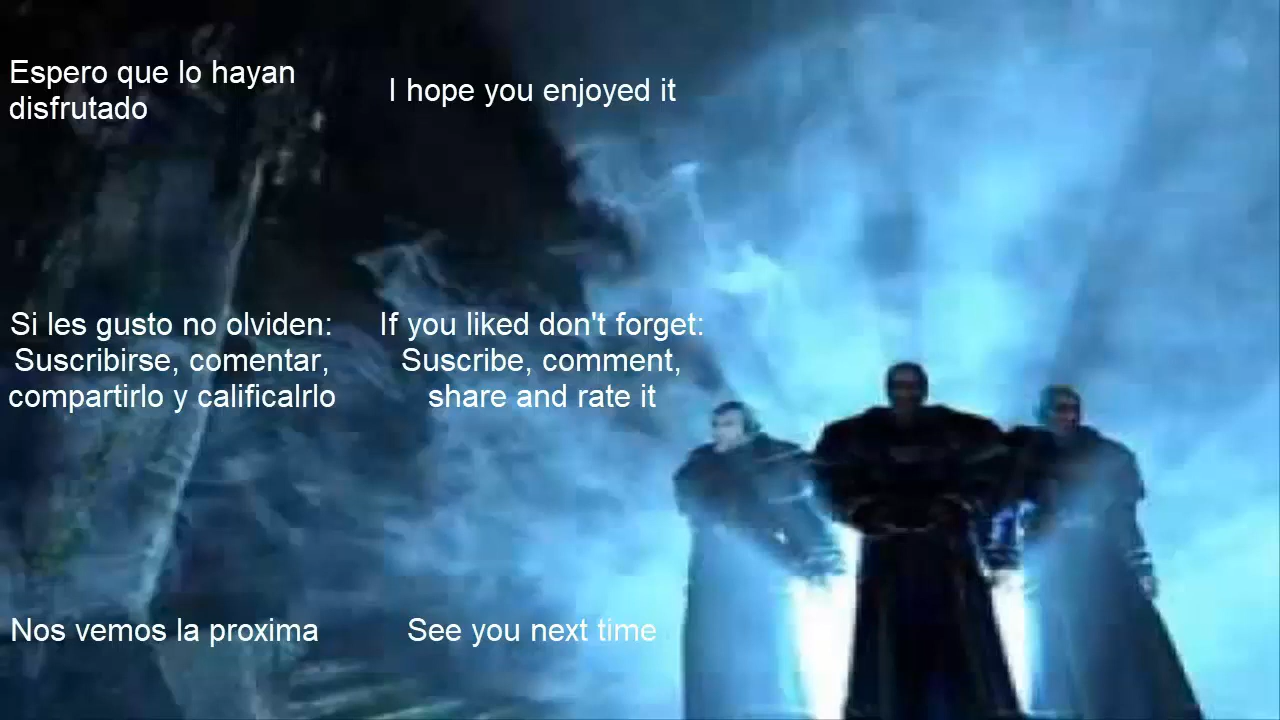 Espero que lo hayan
disfrutado
I hope you enjoyed it
Si les gusto no olviden:
Suscribirse, comentar,
compartirlo y calificalrlo
If you liked don't forget:
Suscribe, comment,
share and rate it
Nos vemos la proxima
See you next time